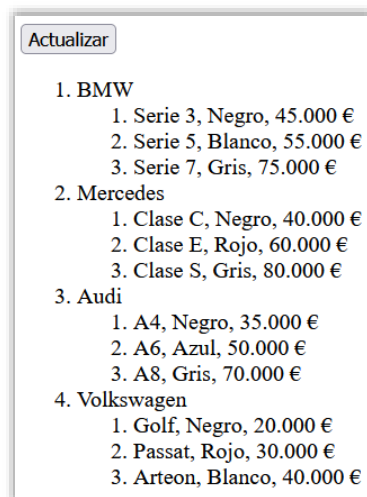 Actualizar
1. BMW
1. Serie 3, Negro, 45.000 €
2. Serie 5, Blanco, 55.000 €
3. Serie 7, Gris, 75.000 €
2. Mercedes
1. Clase C, Negro, 40.000 €
2. Clase E, Rojo, 60.000 €
3. Clase S, Gris, 80.000 €
3. Audi
1. A4, Negro, 35.000 €
2. A6, Azul, 50.000 €
3. A8, Gris, 70.000 €
4. Volkswagen
1. Golf, Negro, 20.000 €
2. Passat, Rojo, 30.000 €
3. Arteon, Blanco, 40.000 €